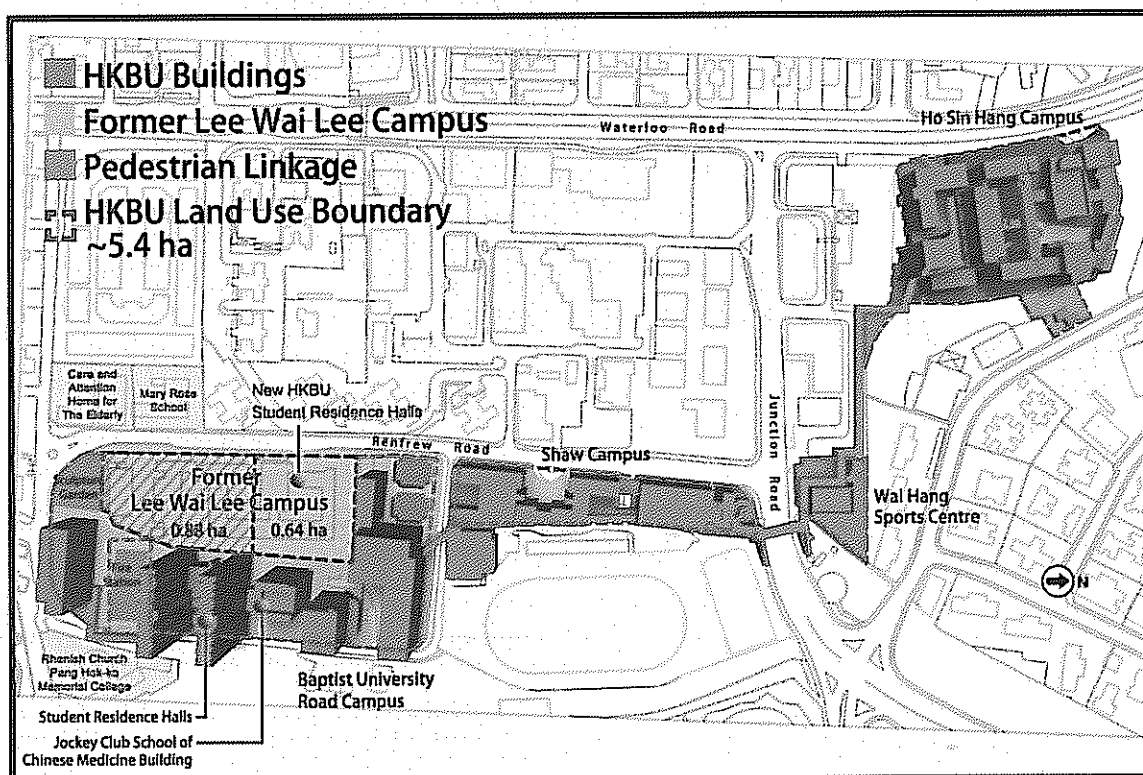 HKBU Buildings
Former Lee Wai Lee Campus
Pedestrian Linkage
HKBU Land Use Boundary
~5.4 ha
Waterloo Road
Ho Sin Hang Campus
Care and
Attention
Home for
The Elderly
Mary Rose
School
New HKBU
Student Residence Halls
Renfrew Road
Shaw Campus
Junction Road
Former
Lee Wai Lee Campus
0.88 ha
0.64 ha
Wai Hang
Sports Centre
N
Rhenish Church
Pang Hok-ko
Memorial College
Baptist University
Road Campus
Student Residence Halls
Jockey Club School of
Chinese Medicine Building